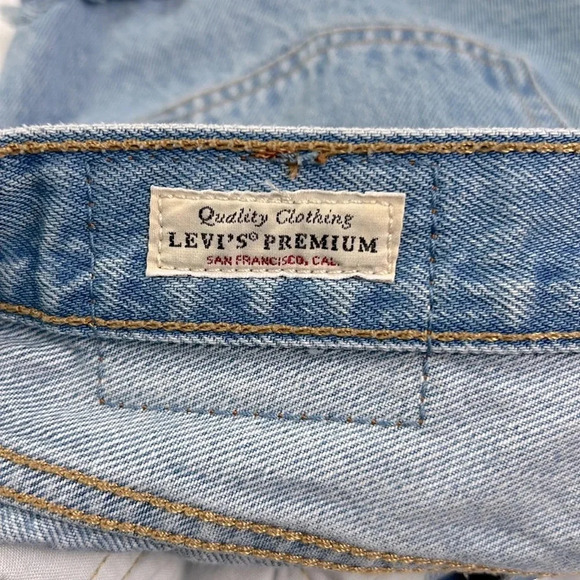 Quality Clothing
LEVI'S® PREMIUM
SAN FRANCISCO, CAL.